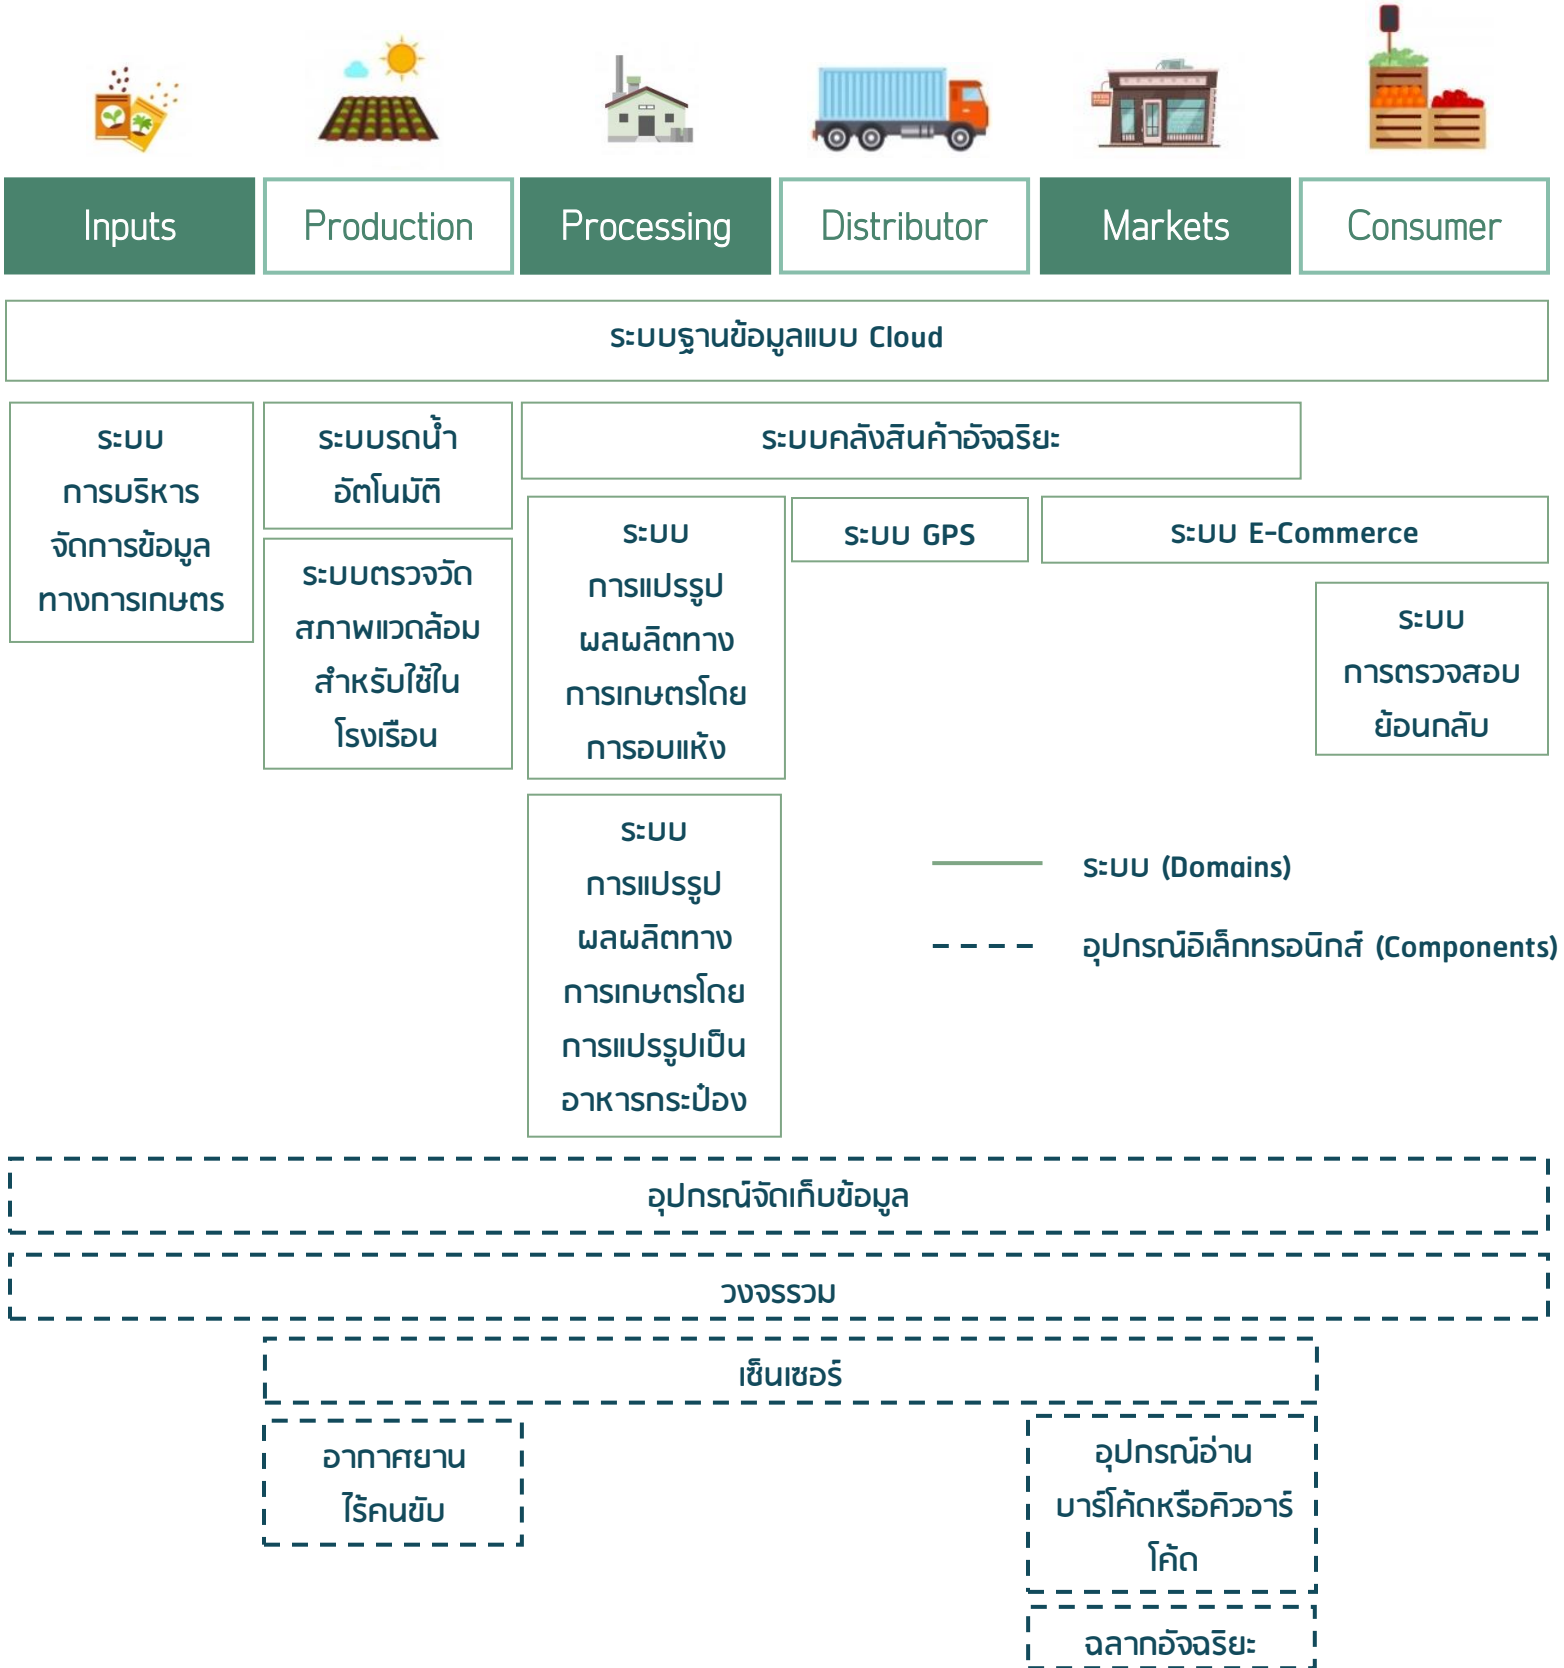 Inputs
Production
Processing
Distributor
Markets
Consumer
ระบบฐานข้อมูลแบบ Cloud
ระบบ
การบริหาร
จัดการข้อมูล
ทางการเกษตร
ระบบรดน้ำ
อัตโนมัติ
ระบบตรวจวัด
สภาพแวดล้อม
สำหรับใช้ใน
โรงเรือน
ระบบคลังสินค้าอัจฉริยะ
ระบบ
การแปรรูป
ผลผลิตทาง
การเกษตรโดย
การอบแห้ง
ระบบ GPS
ระบบ E-Commerce
ระบบ
การตรวจสอบ
ย้อนกลับ
ระบบ
การแปรรูป
ผลผลิตทาง
การเกษตรโดย
การแปรรูปเป็น
อาหารกระป๋อง
ระบบ (Domains)
อุปกรณ์อิเล็กทรอนิกส์ (Components)
อุปกรณ์จัดเก็บข้อมูล
วงจรรวม
เซ็นเซอร์
อากาศยาน
ไร้คนขับ
อุปกรณ์อ่าน
บาร์โค้ดหรือคิวอาร์
โค้ด
ฉลากอัจฉริยะ